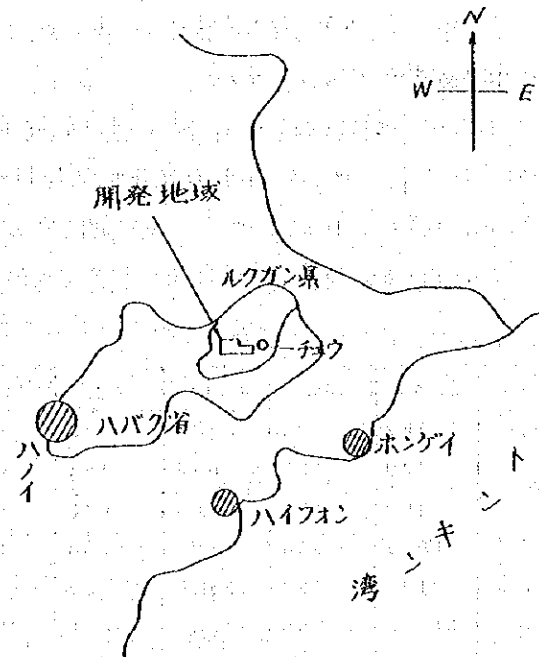 N
W E
開発地域
ルクガン県
チュウ
ハバク省
ハノイ
ホンゲイ
ハイフォン
トンキン湾